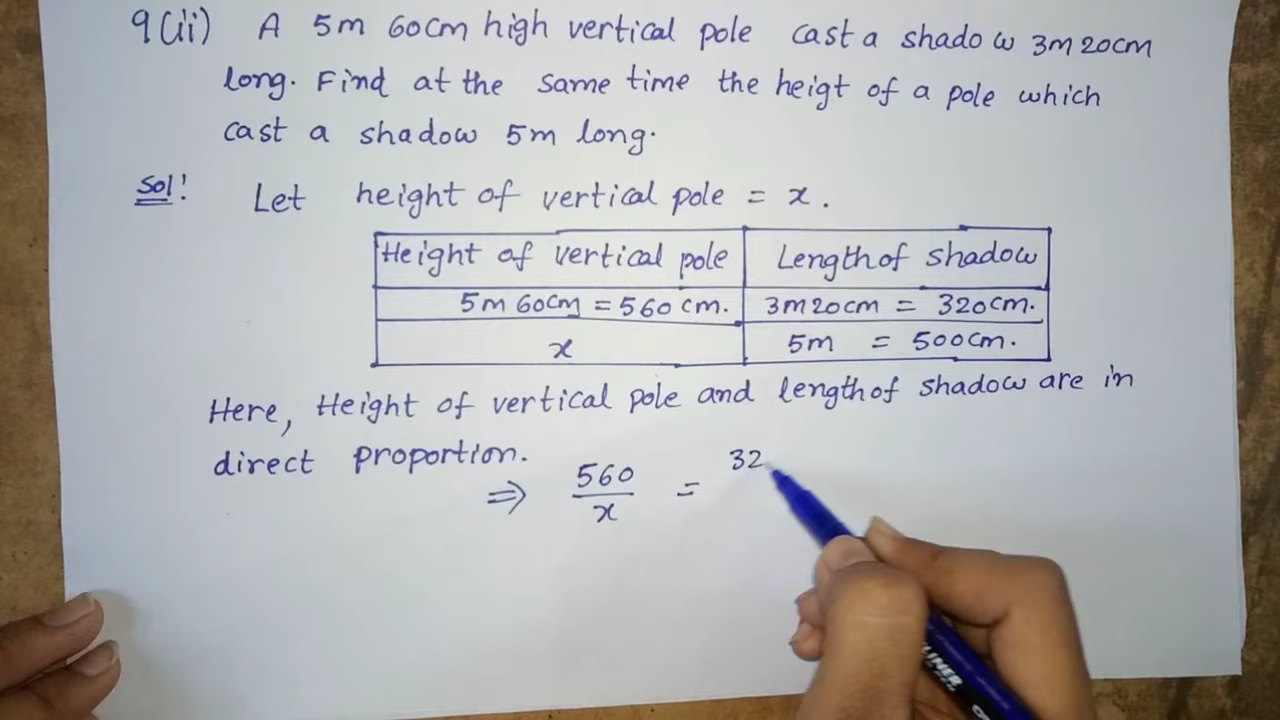 9(ii) A 5m 60cm high vertical pole cast a shadow 3m 20cm
long. Find at the same time the heigt of a pole which
cast a shadow 5m long.
Sol! Let height of vertical pole = x.
Height of vertical pole Length of shadow
5m 60cm = 560 cm. 3m 20cm = 320cm.
x 5m = 500cm.
Here, Height of vertical pole and length of shadow are in
direct proportion.
⇒ 560/x = 32
LINER